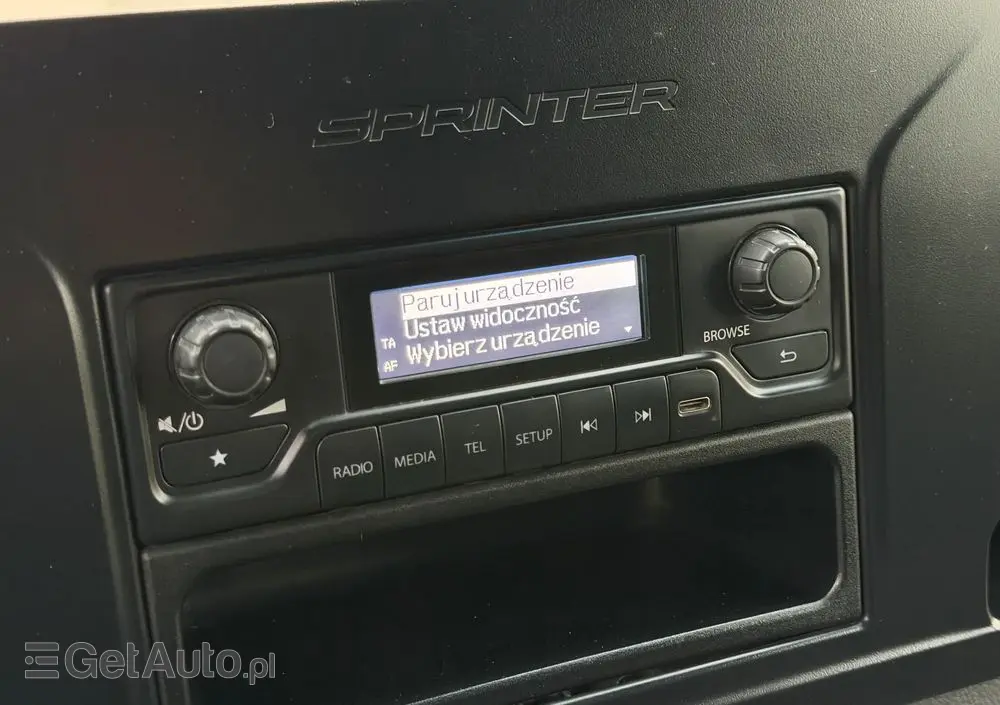 SPRINTER
Paruj urządzenie
Ustaw widoczność
TA
Wybierz urządzenie
AF
BROWSE
RADIO
MEDIA
TEL
SETUP
GetAuto.pl